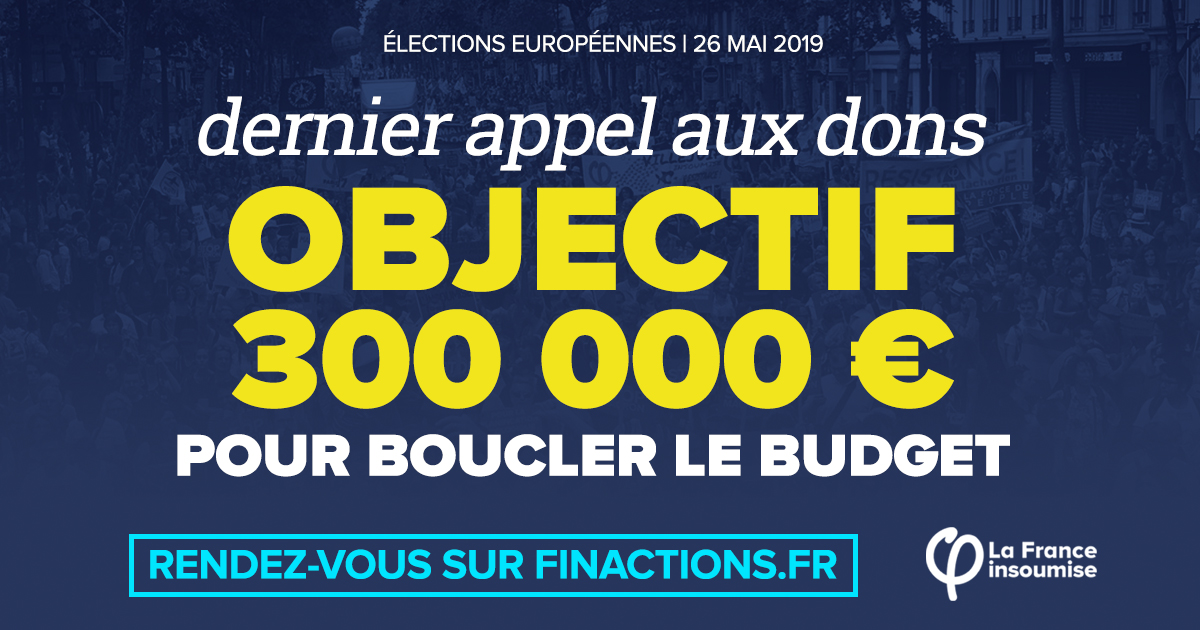 ÉLECTIONS EUROPÉENNES | 26 MAI 2019
dernier appel aux dons
OBJECTIF
300 000 €
POUR BOUCLER LE BUDGET
RENDEZ-VOUS SUR FINACTIONS.FR
La France
insoumise